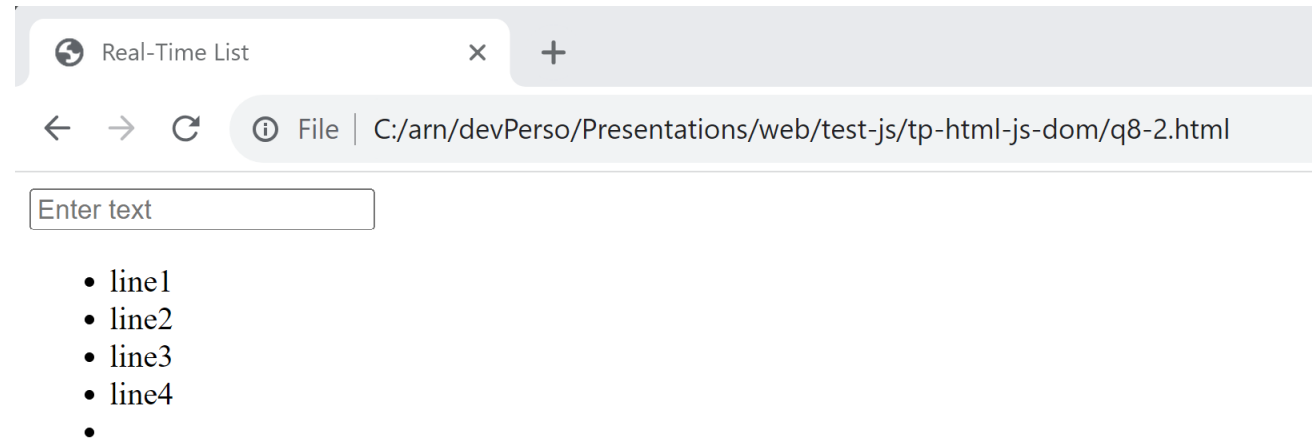 Real-Time List
File C:/arn/devPerso/Presentations/web/test-js/tp-html-js-dom/q8-2.html
Enter text
• line1
• line2
• line3
• line4
•